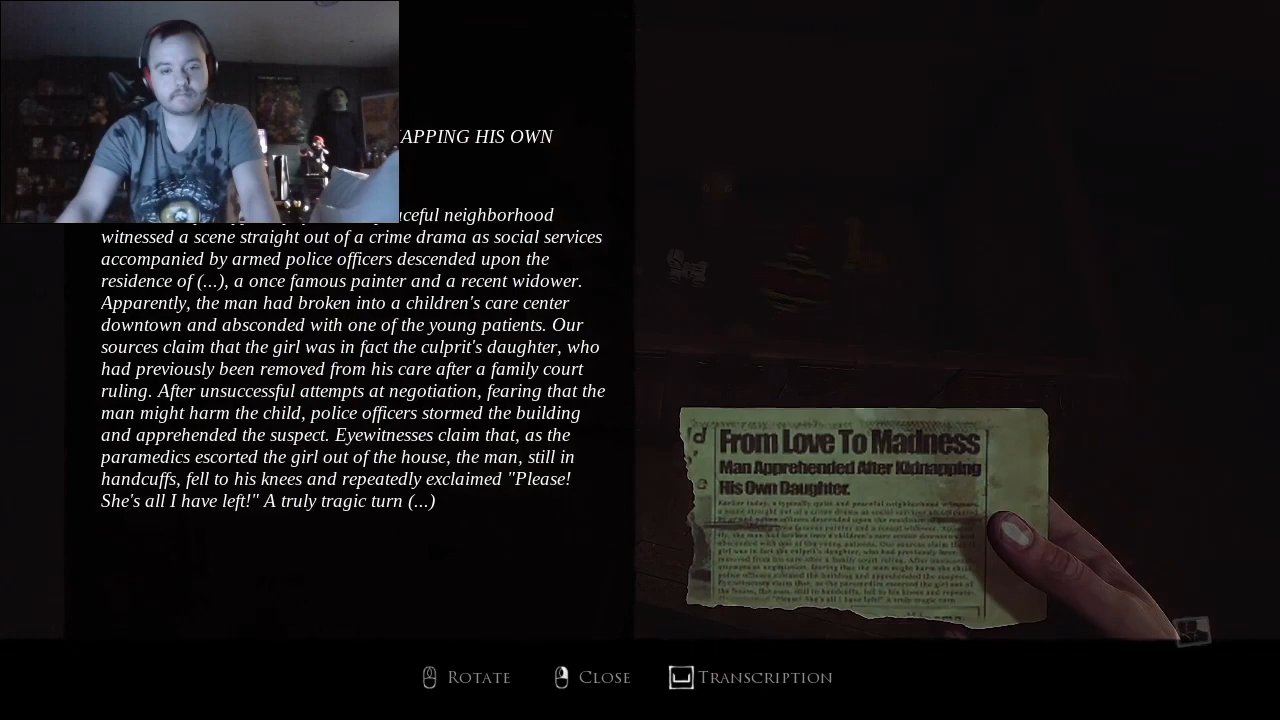 APPING HIS OWN
aceful neighborhood
witnessed a scene straight out of a crime drama as social services
accompanied by armed police officers descended upon the
residence of (...), a once famous painter and a recent widower.
Apparently, the man had broken into a children's care center
downtown and absconded with one of the young patients. Our
sources claim that the girl was in fact the culprit's daughter, who
had previously been removed from his care after a family court
ruling. After unsuccessful attempts at negotiation, fearing that the
man might harm the child, police officers stormed the building
and apprehended the suspect. Eyewitnesses claim that, as the
paramedics escorted the girl out of the house, the man, still in
handcuffs, fell to his knees and repeatedly exclaimed "Please!
She's all I have left!" A truly tragic turn (...)
From Love To Madness
Man Apprehended After Kidnapping
His Own Daughter.
Rotate
Close
Transcription